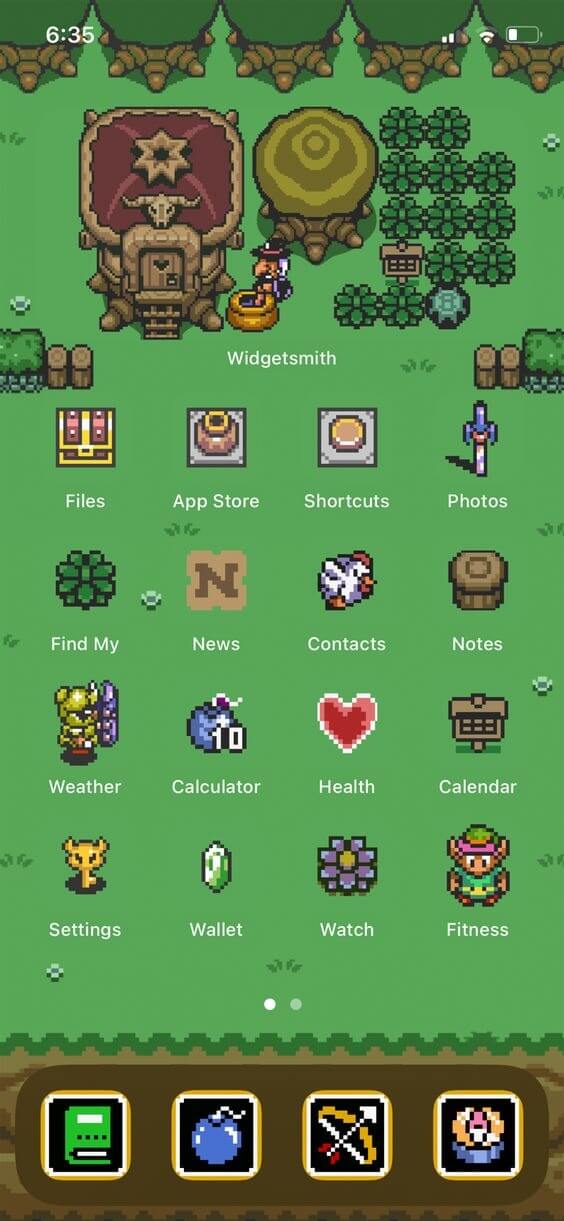 6:35
Widgetsmith
Files App Store Shortcuts Photos
N
Find My News Contacts Notes
10
Weather Calculator Health Calendar
Settings Wallet Watch Fitness